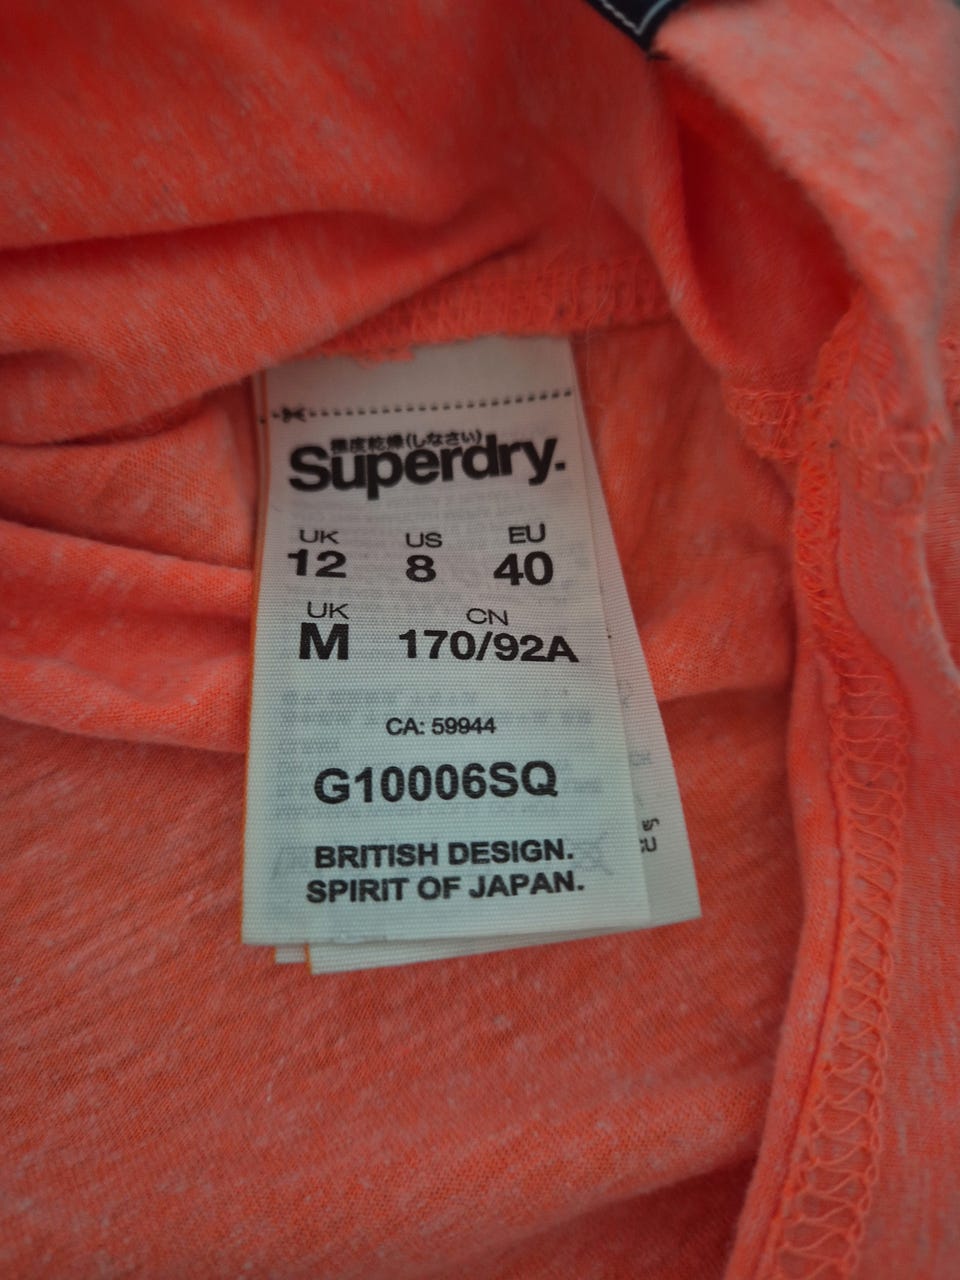 極度乾燥(しなさい)
Superdry.
UK US EU
12 8 40
UK CN
M 170/92A
CA: 59944
G10006SQ
BRITISH DESIGN.
SPIRIT OF JAPAN.